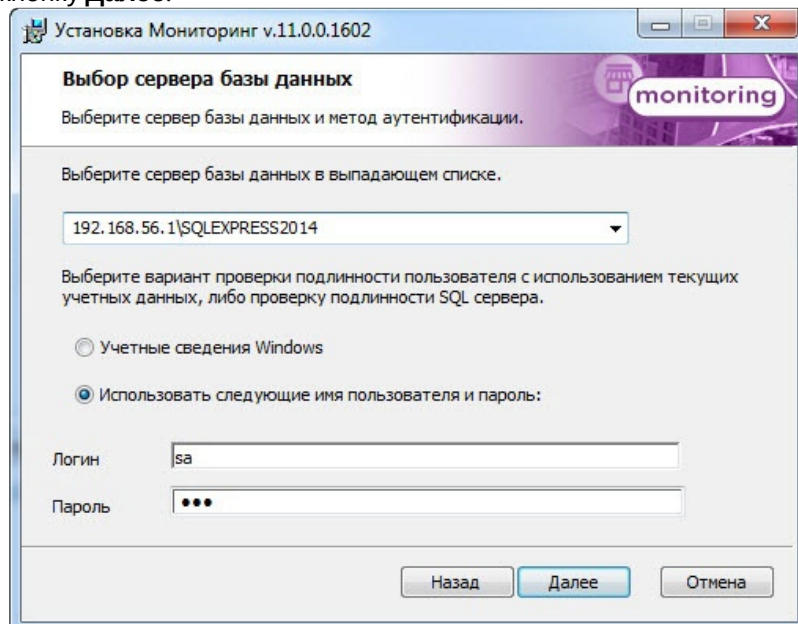 кнопку Далее.
Установка Мониторинг v.11.0.0.1602
Выбор сервера базы данных
Выберите сервер базы данных и метод аутентификации.
monitoring
Выберите сервер базы данных в выпадающем списке.
192.168.56.1\SQLEXPRESS2014
Выберите вариант проверки подлинности пользователя с использованием текущих
учетных данных, либо проверку подлинности SQL сервера.
Учетные сведения Windows
Использовать следующие имя пользователя и пароль:
Логин
sa
Пароль
•••
Назад
Далее
Отмена